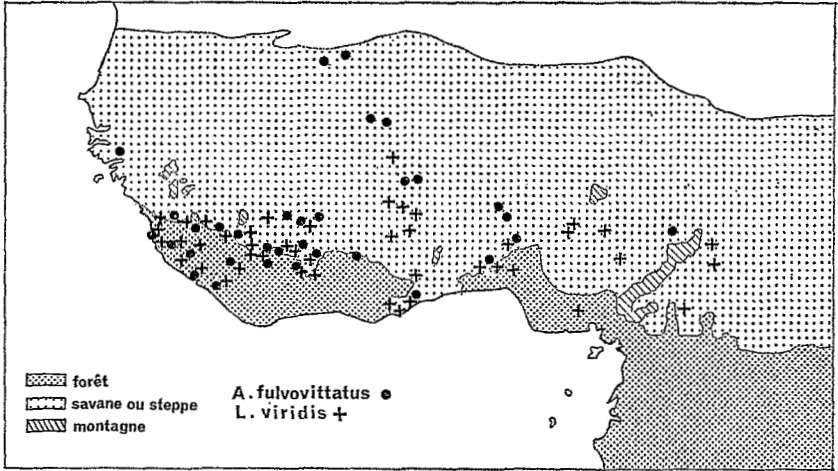 forêt
savane ou steppe
montagne
A. fulvovittatus
L. viridis